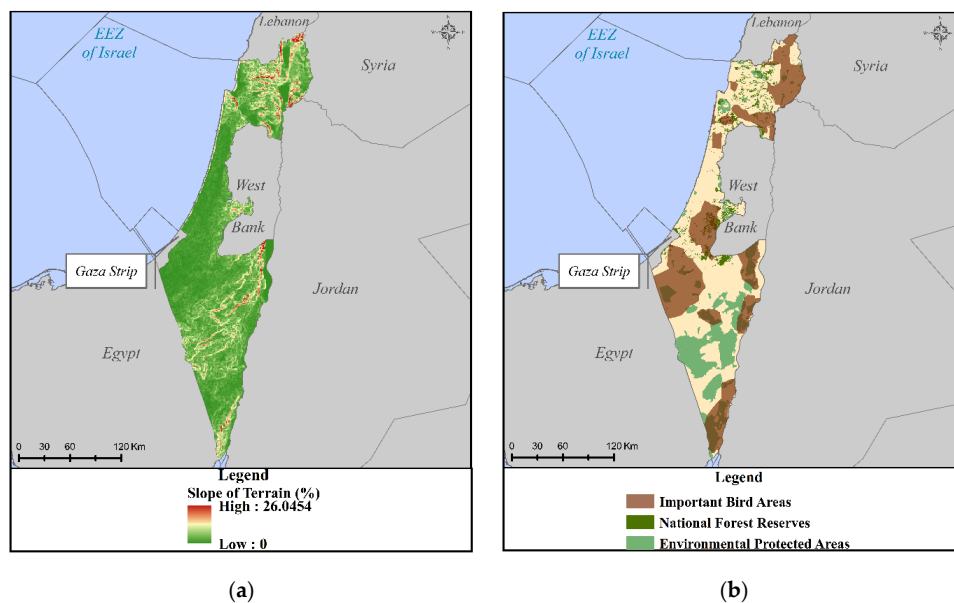 Lebanon
EEZ
of Israel
Syria
West
Bank
Gaza Strip
Jordan
Egypt
0 30 60 120 Km
Legend
Slope of Terrain (%)
High : 26.0454
Low : 0
(a)
Lebanon
EEZ
of Israel
Syria
West
Bank
Gaza Strip
Jordan
Egypt
0 30 60 120 Km
Legend
Important Bird Areas
National Forest Reserves
Environmental Protected Areas
(b)